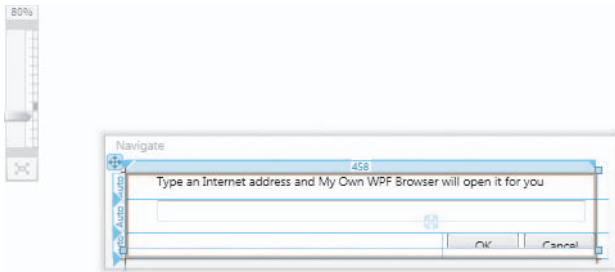 80%
Navigate
458
Type an Internet address and My Own WPF Browser will open it for you
Auto
Auto
Auto
OK Cancel